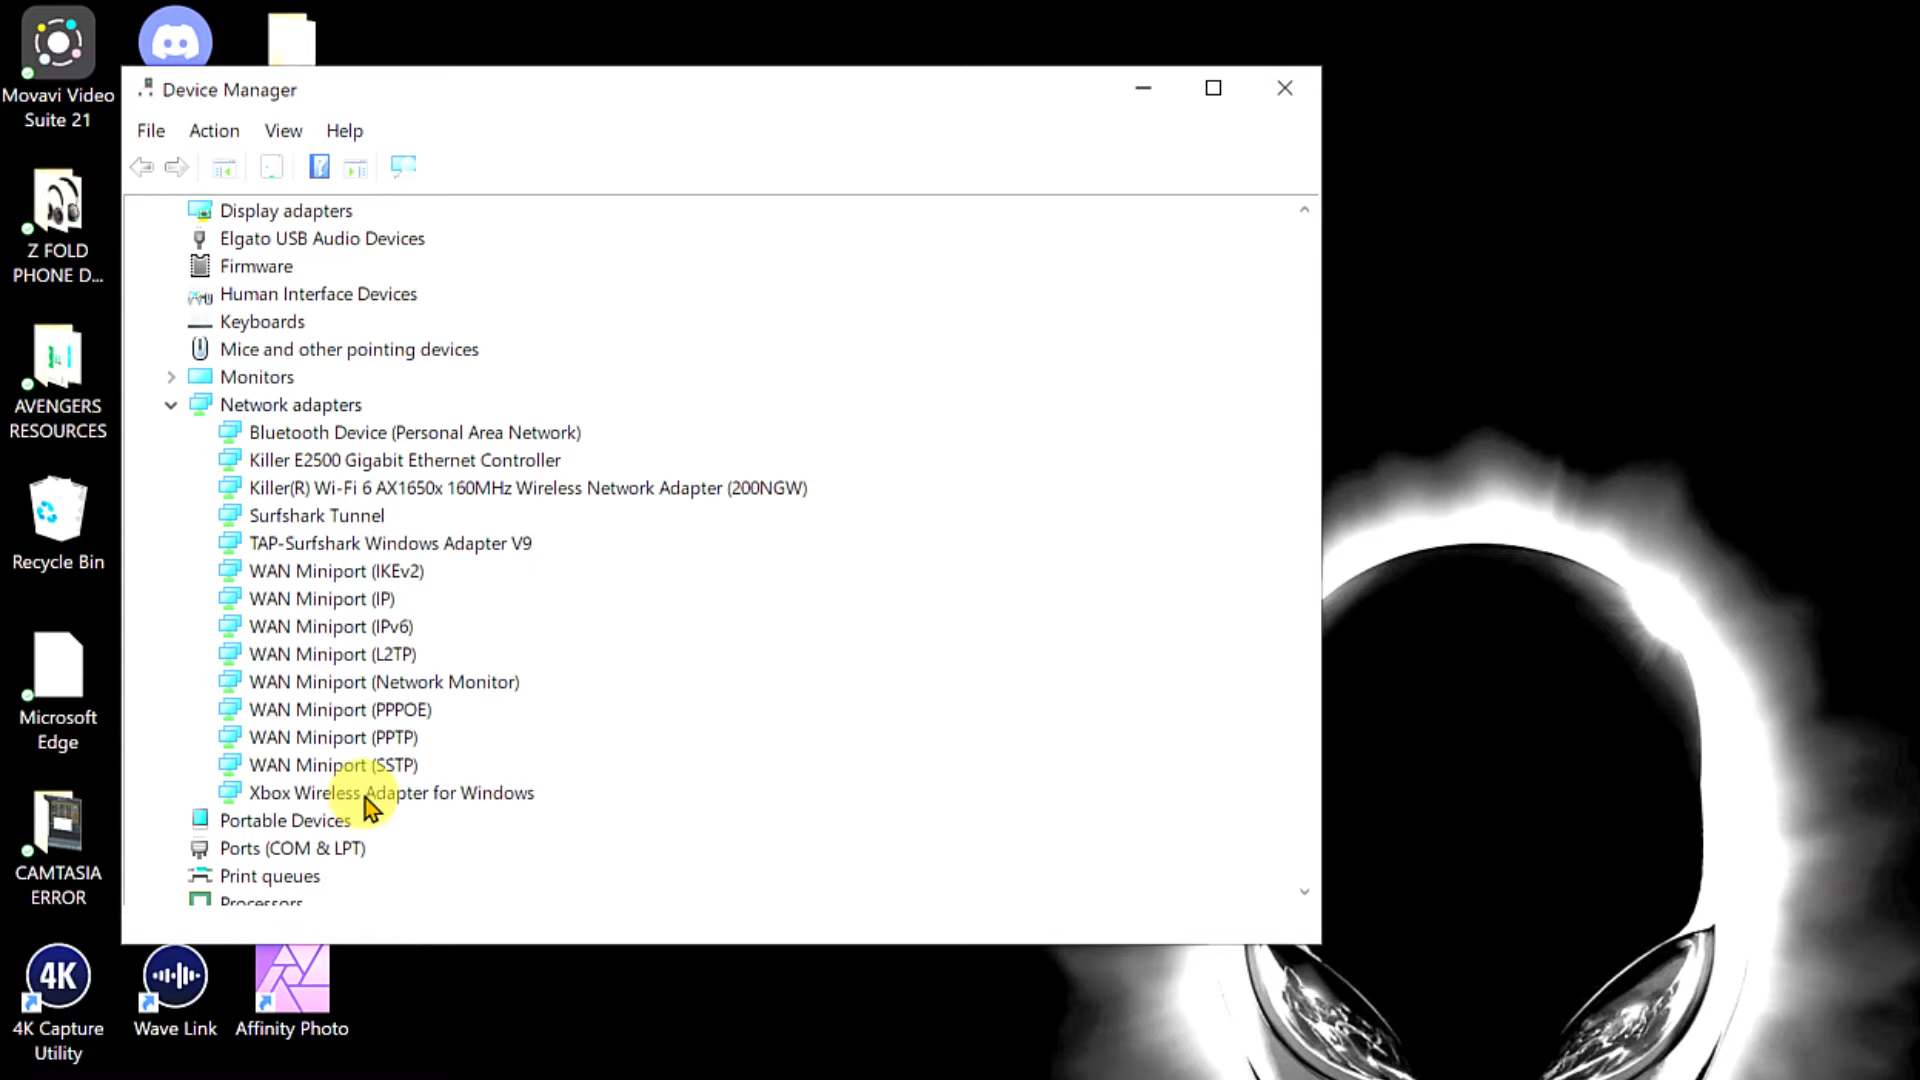 Movavi Video
Suite 21
Z FOLD
PHONE D...
AVENGERS
RESOURCES
Recycle Bin
Microsoft
Edge
CAMTASIA
ERROR
4K
4K Capture
Utility
Wave Link
Affinity Photo
Device Manager
File Action View Help
Display adapters
Elgato USB Audio Devices
Firmware
Human Interface Devices
Keyboards
Mice and other pointing devices
Monitors
Network adapters
Bluetooth Device (Personal Area Network)
Killer E2500 Gigabit Ethernet Controller
Killer(R) Wi-Fi 6 AX1650x 160MHz Wireless Network Adapter (200NGW)
Surfshark Tunnel
TAP-Surfshark Windows Adapter V9
WAN Miniport (IKEv2)
WAN Miniport (IP)
WAN Miniport (IPv6)
WAN Miniport (L2TP)
WAN Miniport (Network Monitor)
WAN Miniport (PPPOE)
WAN Miniport (PPTP)
WAN Miniport (SSTP)
Xbox Wireless Adapter for Windows
Portable Devices
Ports (COM & LPT)
Print queues
Processors